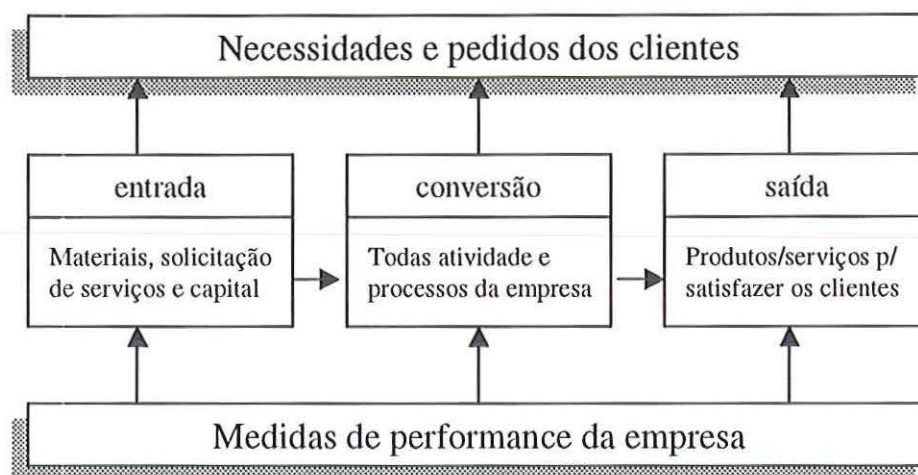 Necessidades e pedidos dos clientes
entrada
Materiais, solicitação
de serviços e capital
conversão
Todas atividade e
processos da empresa
saída
Produtos/serviços p/
satisfazer os clientes
Medidas de performance da empresa